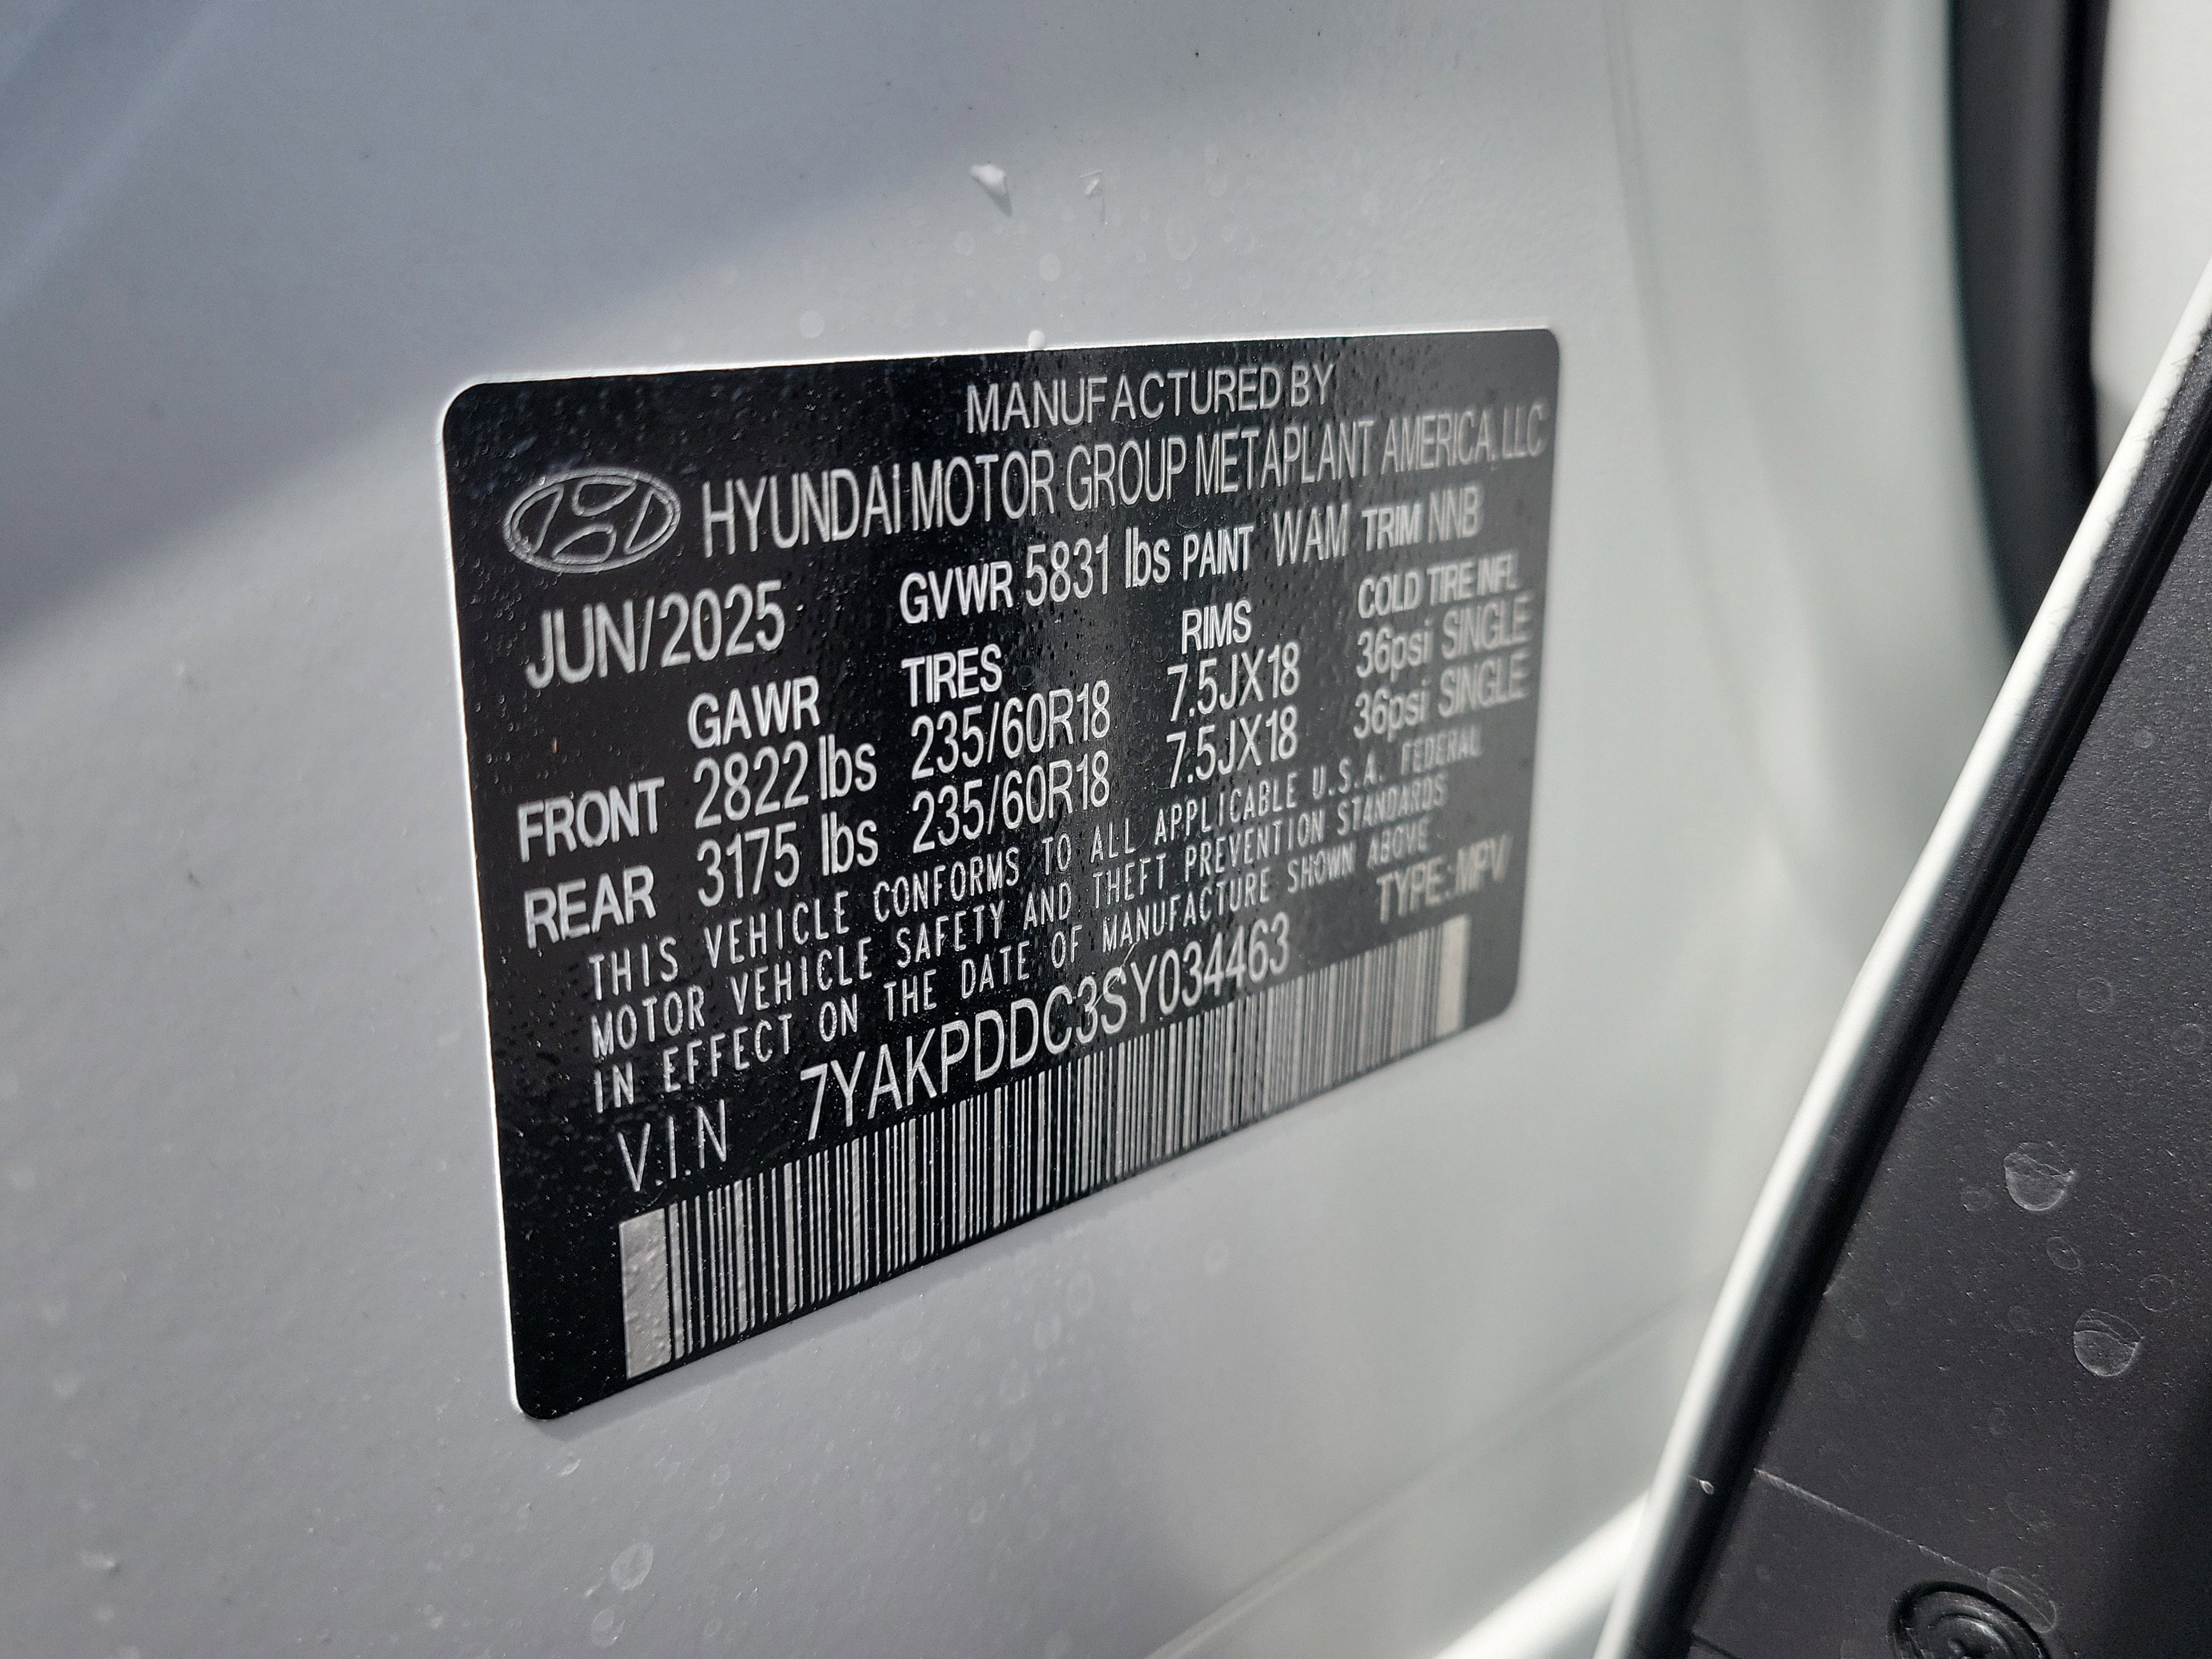 MANUFACTURED BY
HYUNDAI MOTOR GROUP METAPLANT AMERICA, LLC
JUN/2025 GVWR 5831 lbs PAINT WAM TRIM NNB
GAWR TIRES RIMS COLD TIRE INFL
FRONT 2822 lbs 235/60R18 7.5JX18 36psi SINGLE
REAR 3175 lbs 235/60R18 7.5JX18 36psi SINGLE
THIS VEHICLE CONFORMS TO ALL APPLICABLE U.S.A. FEDERAL
MOTOR VEHICLE SAFETY AND THEFT PREVENTION STANDARDS
IN EFFECT ON THE DATE OF MANUFACTURE SHOWN ABOVE
V.I.N 7YAKPDDC3SY034463 TYPE:MPV